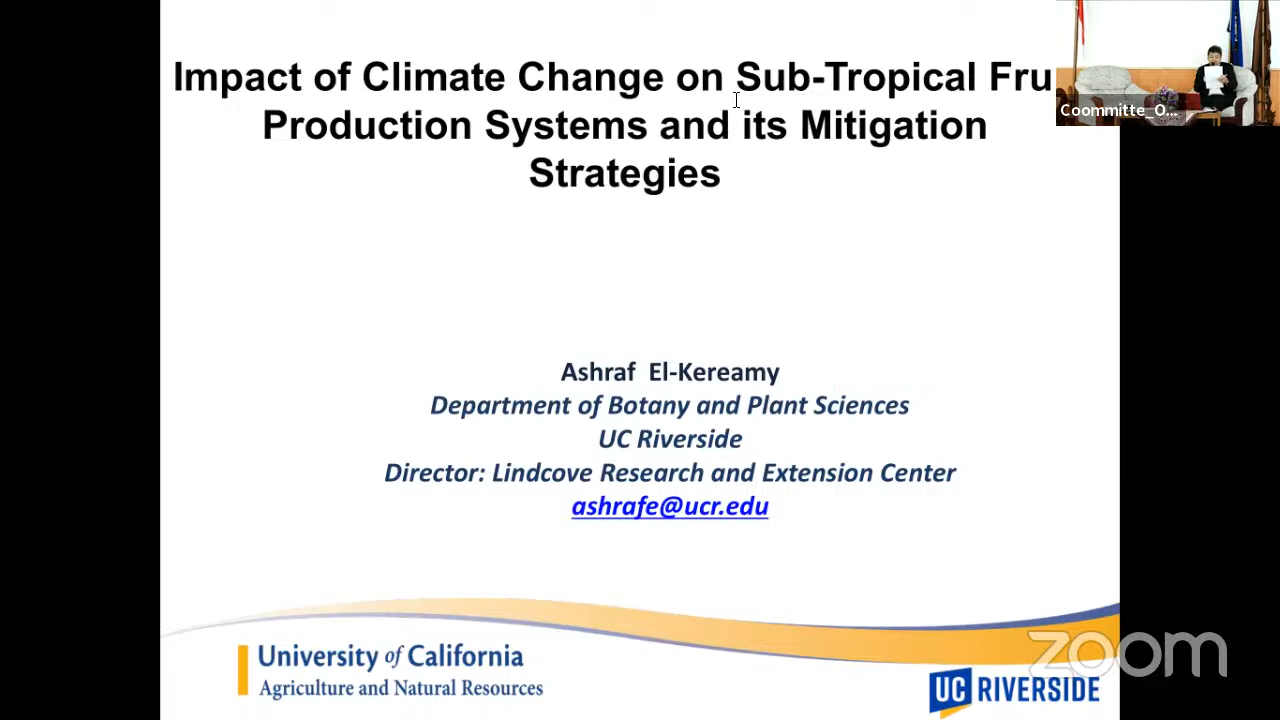 Impact of Climate Change on Sub-Tropical Fru
Production Systems and its Mitigation
Strategies
Coommitte_O...
Ashraf El-Kereamy
Department of Botany and Plant Sciences
UC Riverside
Director: Lindcove Research and Extension Center
ashrafe@ucr.edu
University of California
Agriculture and Natural Resources
zoom
UC RIVERSIDE